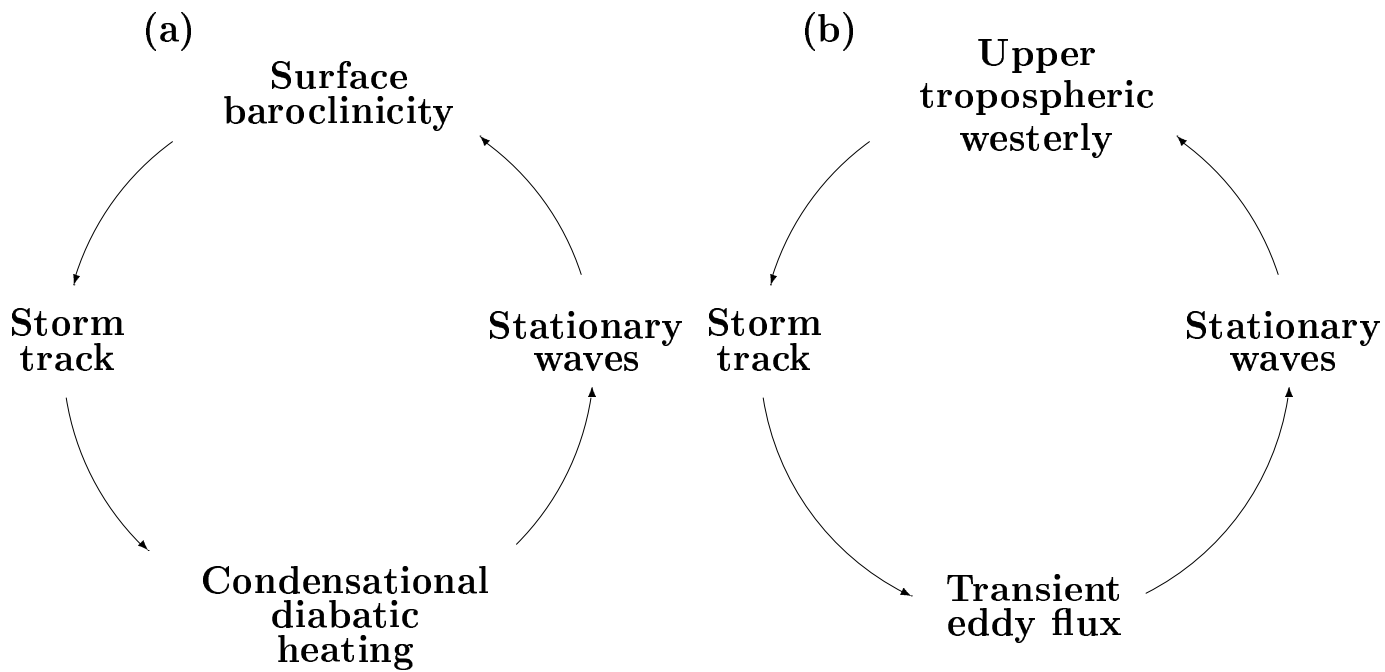 (a)
Surface
baroclinicity
Storm
track
Stationary
waves
Condensational
diabatic
heating
(b)
Upper
tropospheric
westerly
Storm
track
Stationary
waves
Transient
eddy flux